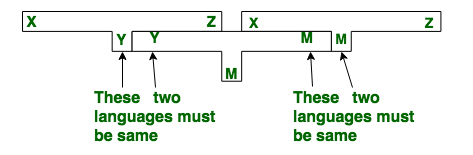 X Z X Z
Y Y M M
M
These two
languages must
be same
These two
languages must
be same